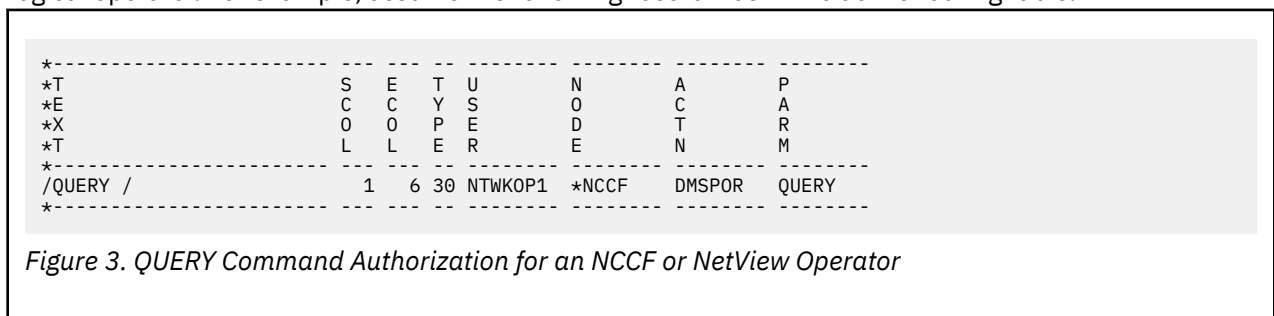 *------------------------ --- --- -- -------- -------- -------- --------
*T                        S   E   T  U        N        A        P
*E                        C   C   Y  S        O        C        A
*X                        O   O   P  E        D        T        R
*T                        L   L   E  R        E        N        M
*------------------------ --- --- -- -------- -------- -------- --------
/QUERY /                    1   6 30 NTWKOP1  *NCCF    DMSPOR   QUERY
*------------------------ --- --- -- -------- -------- -------- --------
Figure 3. QUERY Command Authorization for an NCCF or NetView Operator